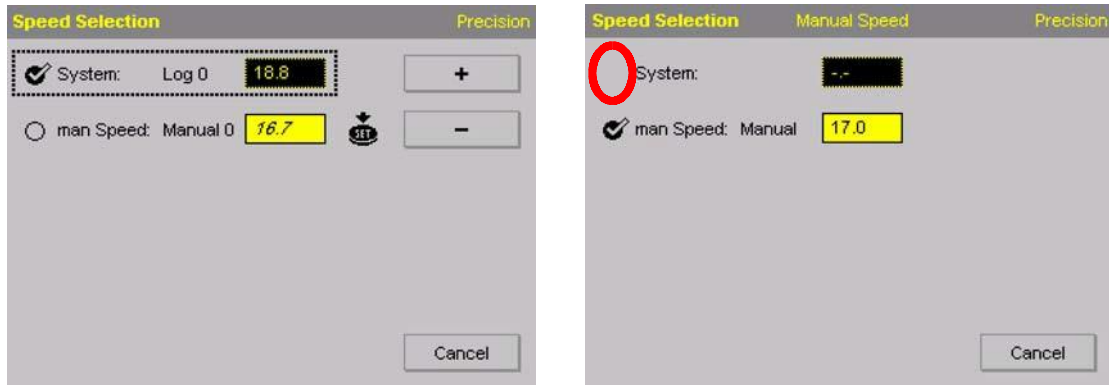 Speed Selection Precision
System: Log 0 18.8 +
man Speed: Manual 0 16.7 SET −
Cancel
Speed Selection Manual Speed Precision
System: -.-
man Speed: Manual 17.0
Cancel